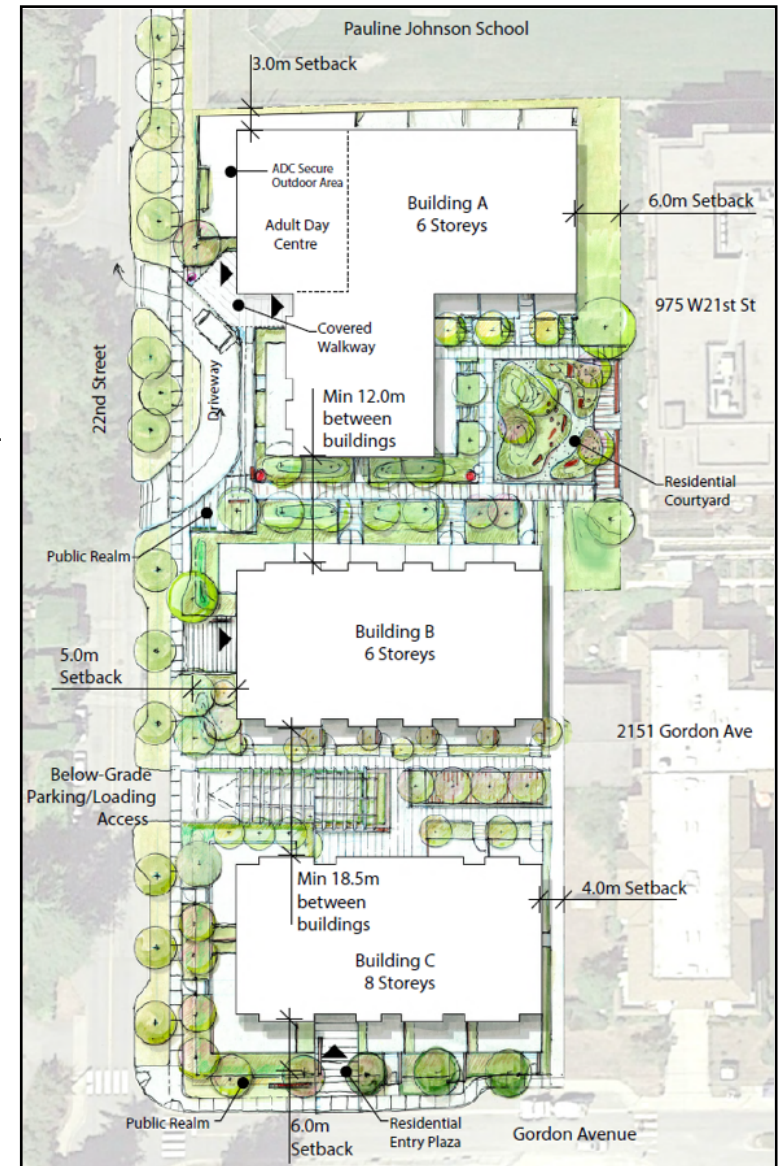 Pauline Johnson School
3.0m Setback
ADC Secure
Outdoor Area
Building A
6 Storeys
6.0m Setback
Adult Day
Centre
975 W21st St
Covered
Walkway
22nd Street
Driveway
Min 12.0m
between
buildings
Residential
Courtyard
Public Realm
Building B
6 Storeys
5.0m
Setback
2151 Gordon Ave
Below-Grade
Parking/Loading
Access
Min 18.5m
between
buildings
4.0m Setback
Building C
8 Storeys
Public Realm
6.0m
Setback
Residential
Entry Plaza
Gordon Avenue